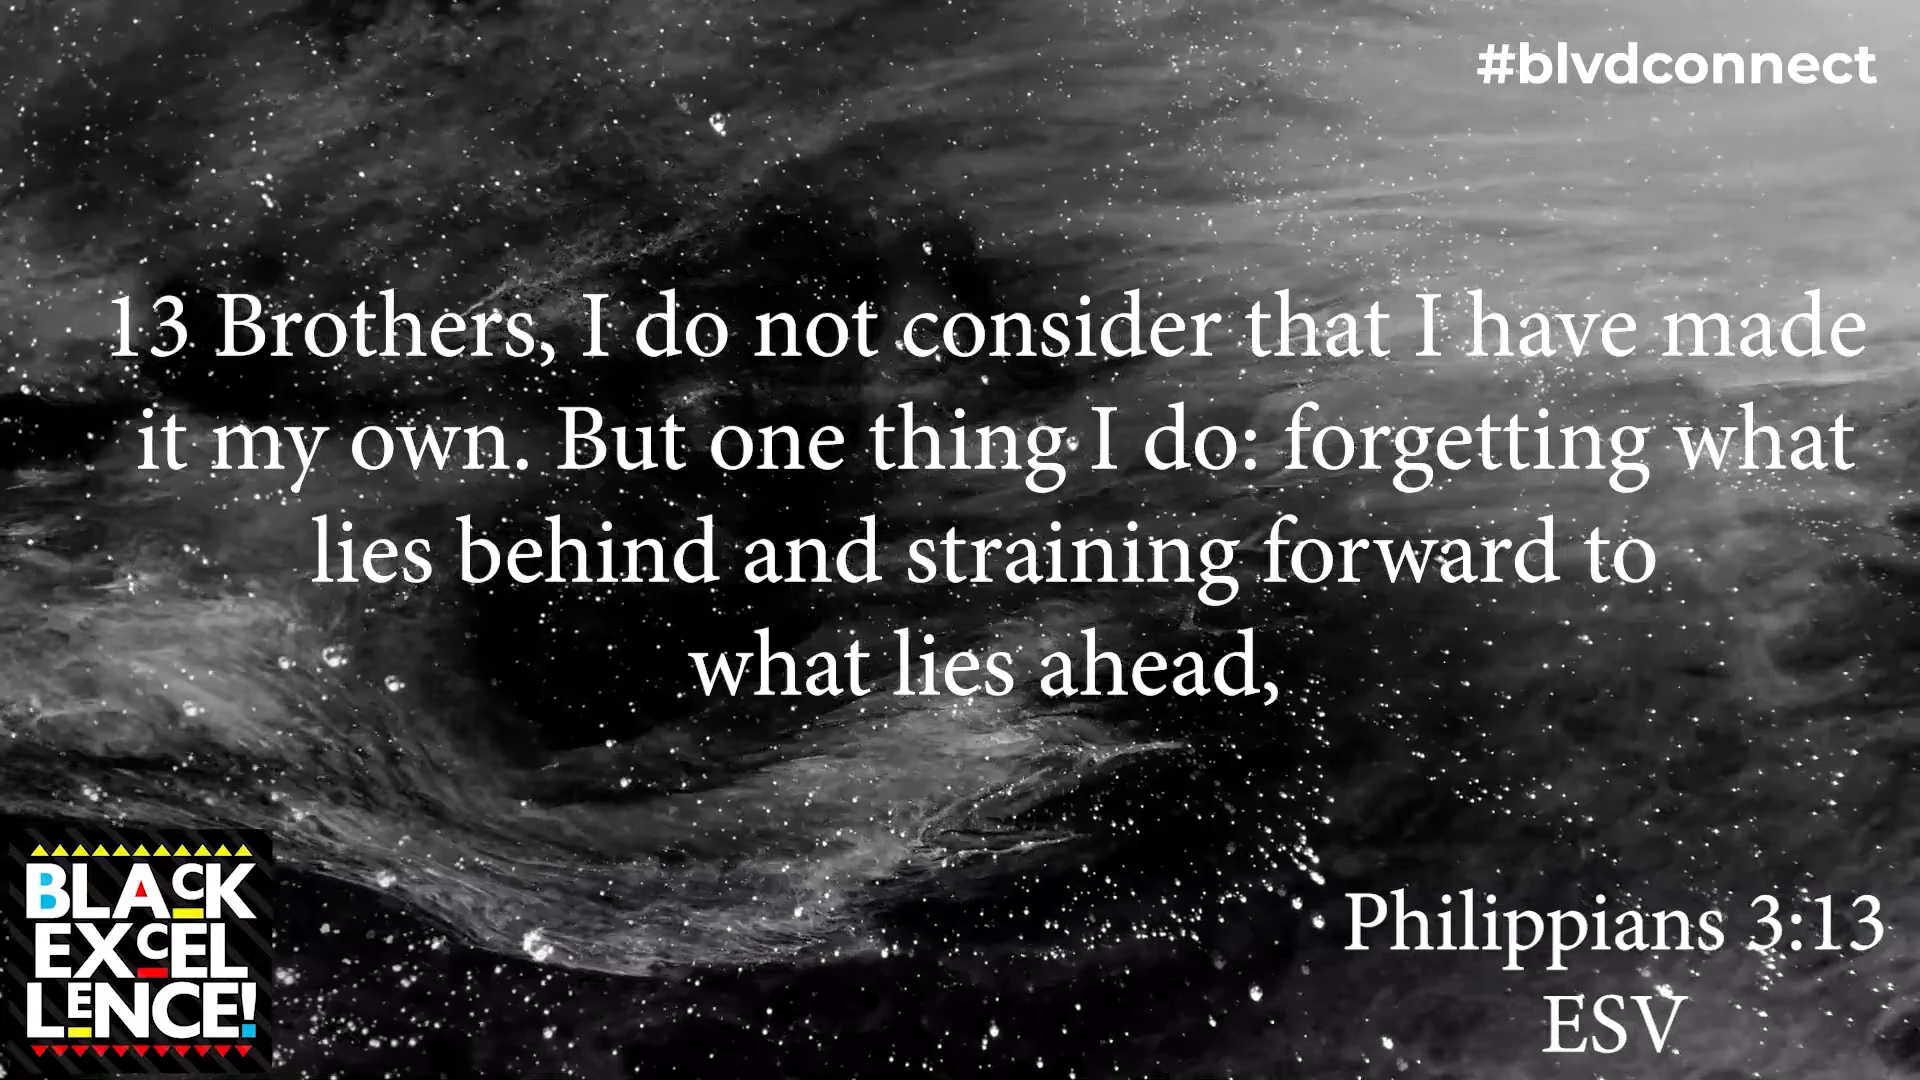 #blvdconnect
13 Brothers, I do not consider that I have made
it my own. But one thing I do: forgetting what
lies behind and straining forward to
what lies ahead,
Philippians 3:13
ESV
BLACK
EXCEL
LENCE!